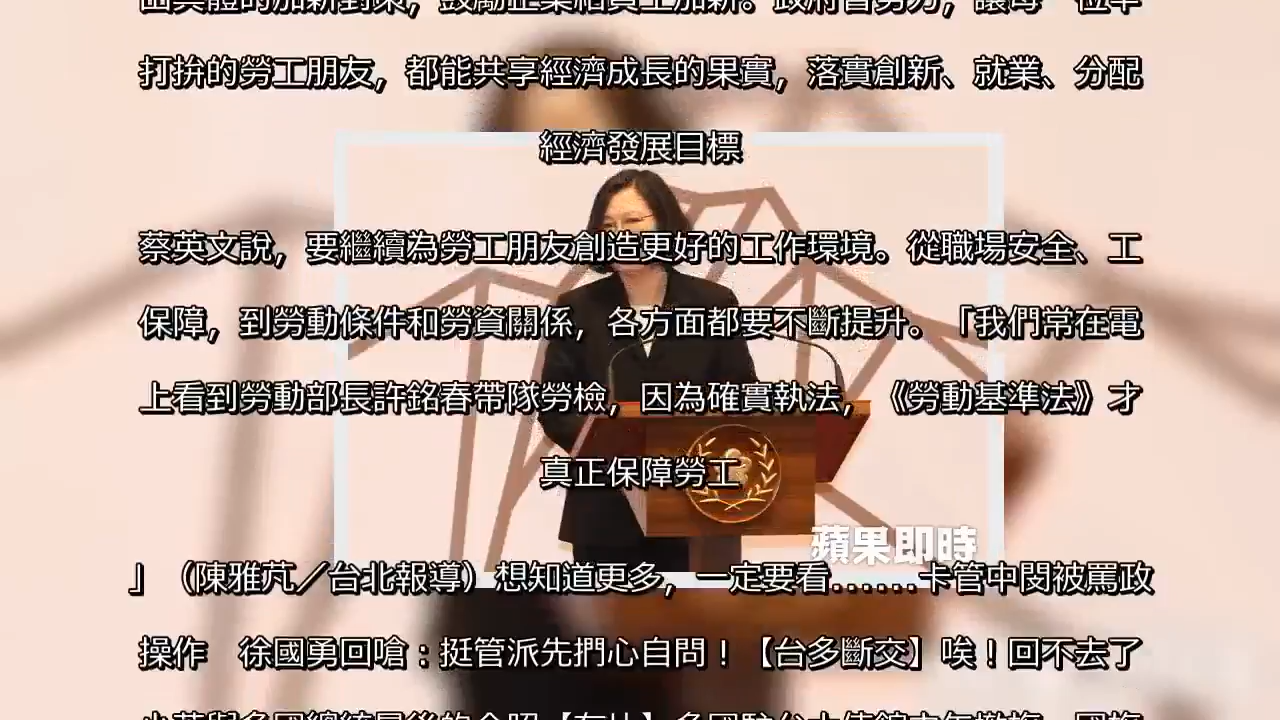 打拚的勞工朋友，都能共享經濟成長的果實，落實創新、就業、分配
經濟發展目標
蔡英文說，要繼續為勞工朋友創造更好的工作環境。從職場安全、工
保障，到勞動條件和勞資關係，各方面都要不斷提升。「我們常在電
上看到勞動部長許銘春帶隊勞檢，因為確實執法，《勞動基準法》才
真正保障勞工
蘋果即時
」（陳雅芃／台北報導）想知道更多，一定要看……卡管中閔被罵政
操作　徐國勇回嗆：挺管派先捫心自問！【台多斷交】唉！回不去了